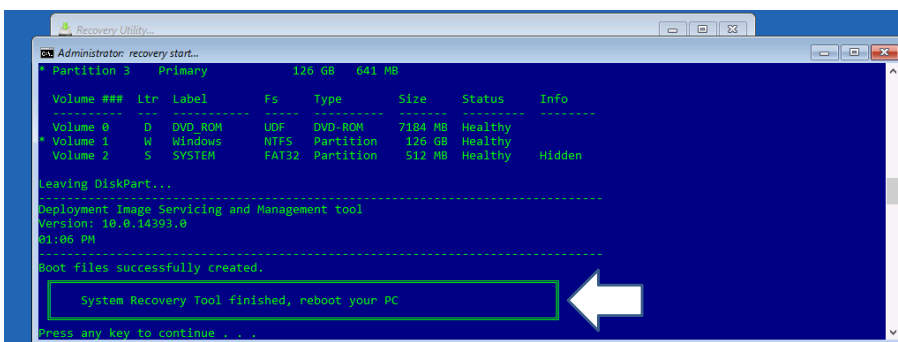 Recovery Utility...
Administrator: recovery start...
* Partition 3    Primary            126 GB   641 MB
Volume ###  Ltr  Label        Fs     Type        Size     Status     Info
----------  ---  -----------  -----  ----------  -------  ---------  --------
Volume 0     D   DVD_ROM      UDF    DVD-ROM     7184 MB  Healthy
* Volume 1     W   Windows      NTFS   Partition    126 GB  Healthy
Volume 2     S   SYSTEM       FAT32  Partition    512 MB  Healthy    Hidden
Leaving DiskPart...
Deployment Image Servicing and Management tool
Version: 10.0.14393.0
01:06 PM
Boot files successfully created.
System Recovery Tool finished, reboot your PC
Press any key to continue . . .